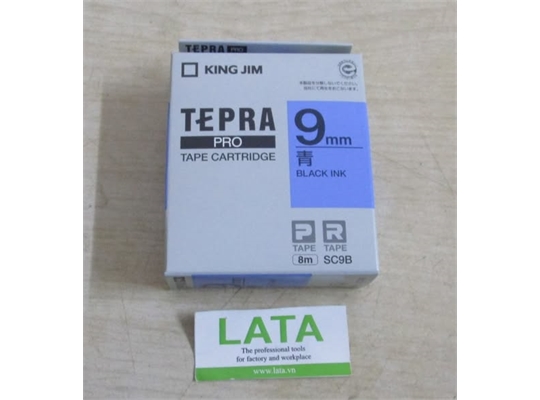 TEPRA PRO
KING JIM
TEPRA
PRO
TAPE CARTRIDGE
9mm
青
BLACK INK
P R
TAPE TAPE
8m SC9B
LATA
The professional tools
for factory and workplace
www.lata.vn